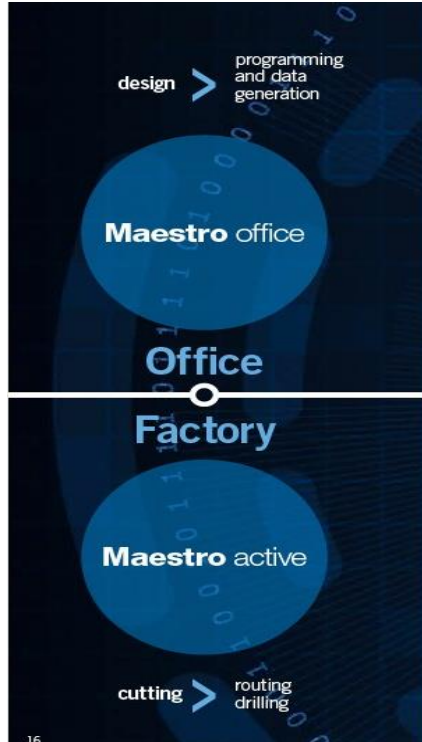 design > programming
and data
generation
Maestro office
Office
Factory
Maestro active
cutting > routing
drilling
16